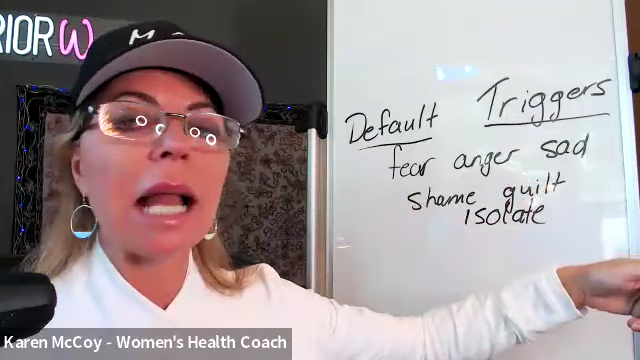 RIOR W
M
Default Triggers
fear anger sad
shame guilt
isolate
Karen McCoy - Women's Health Coach